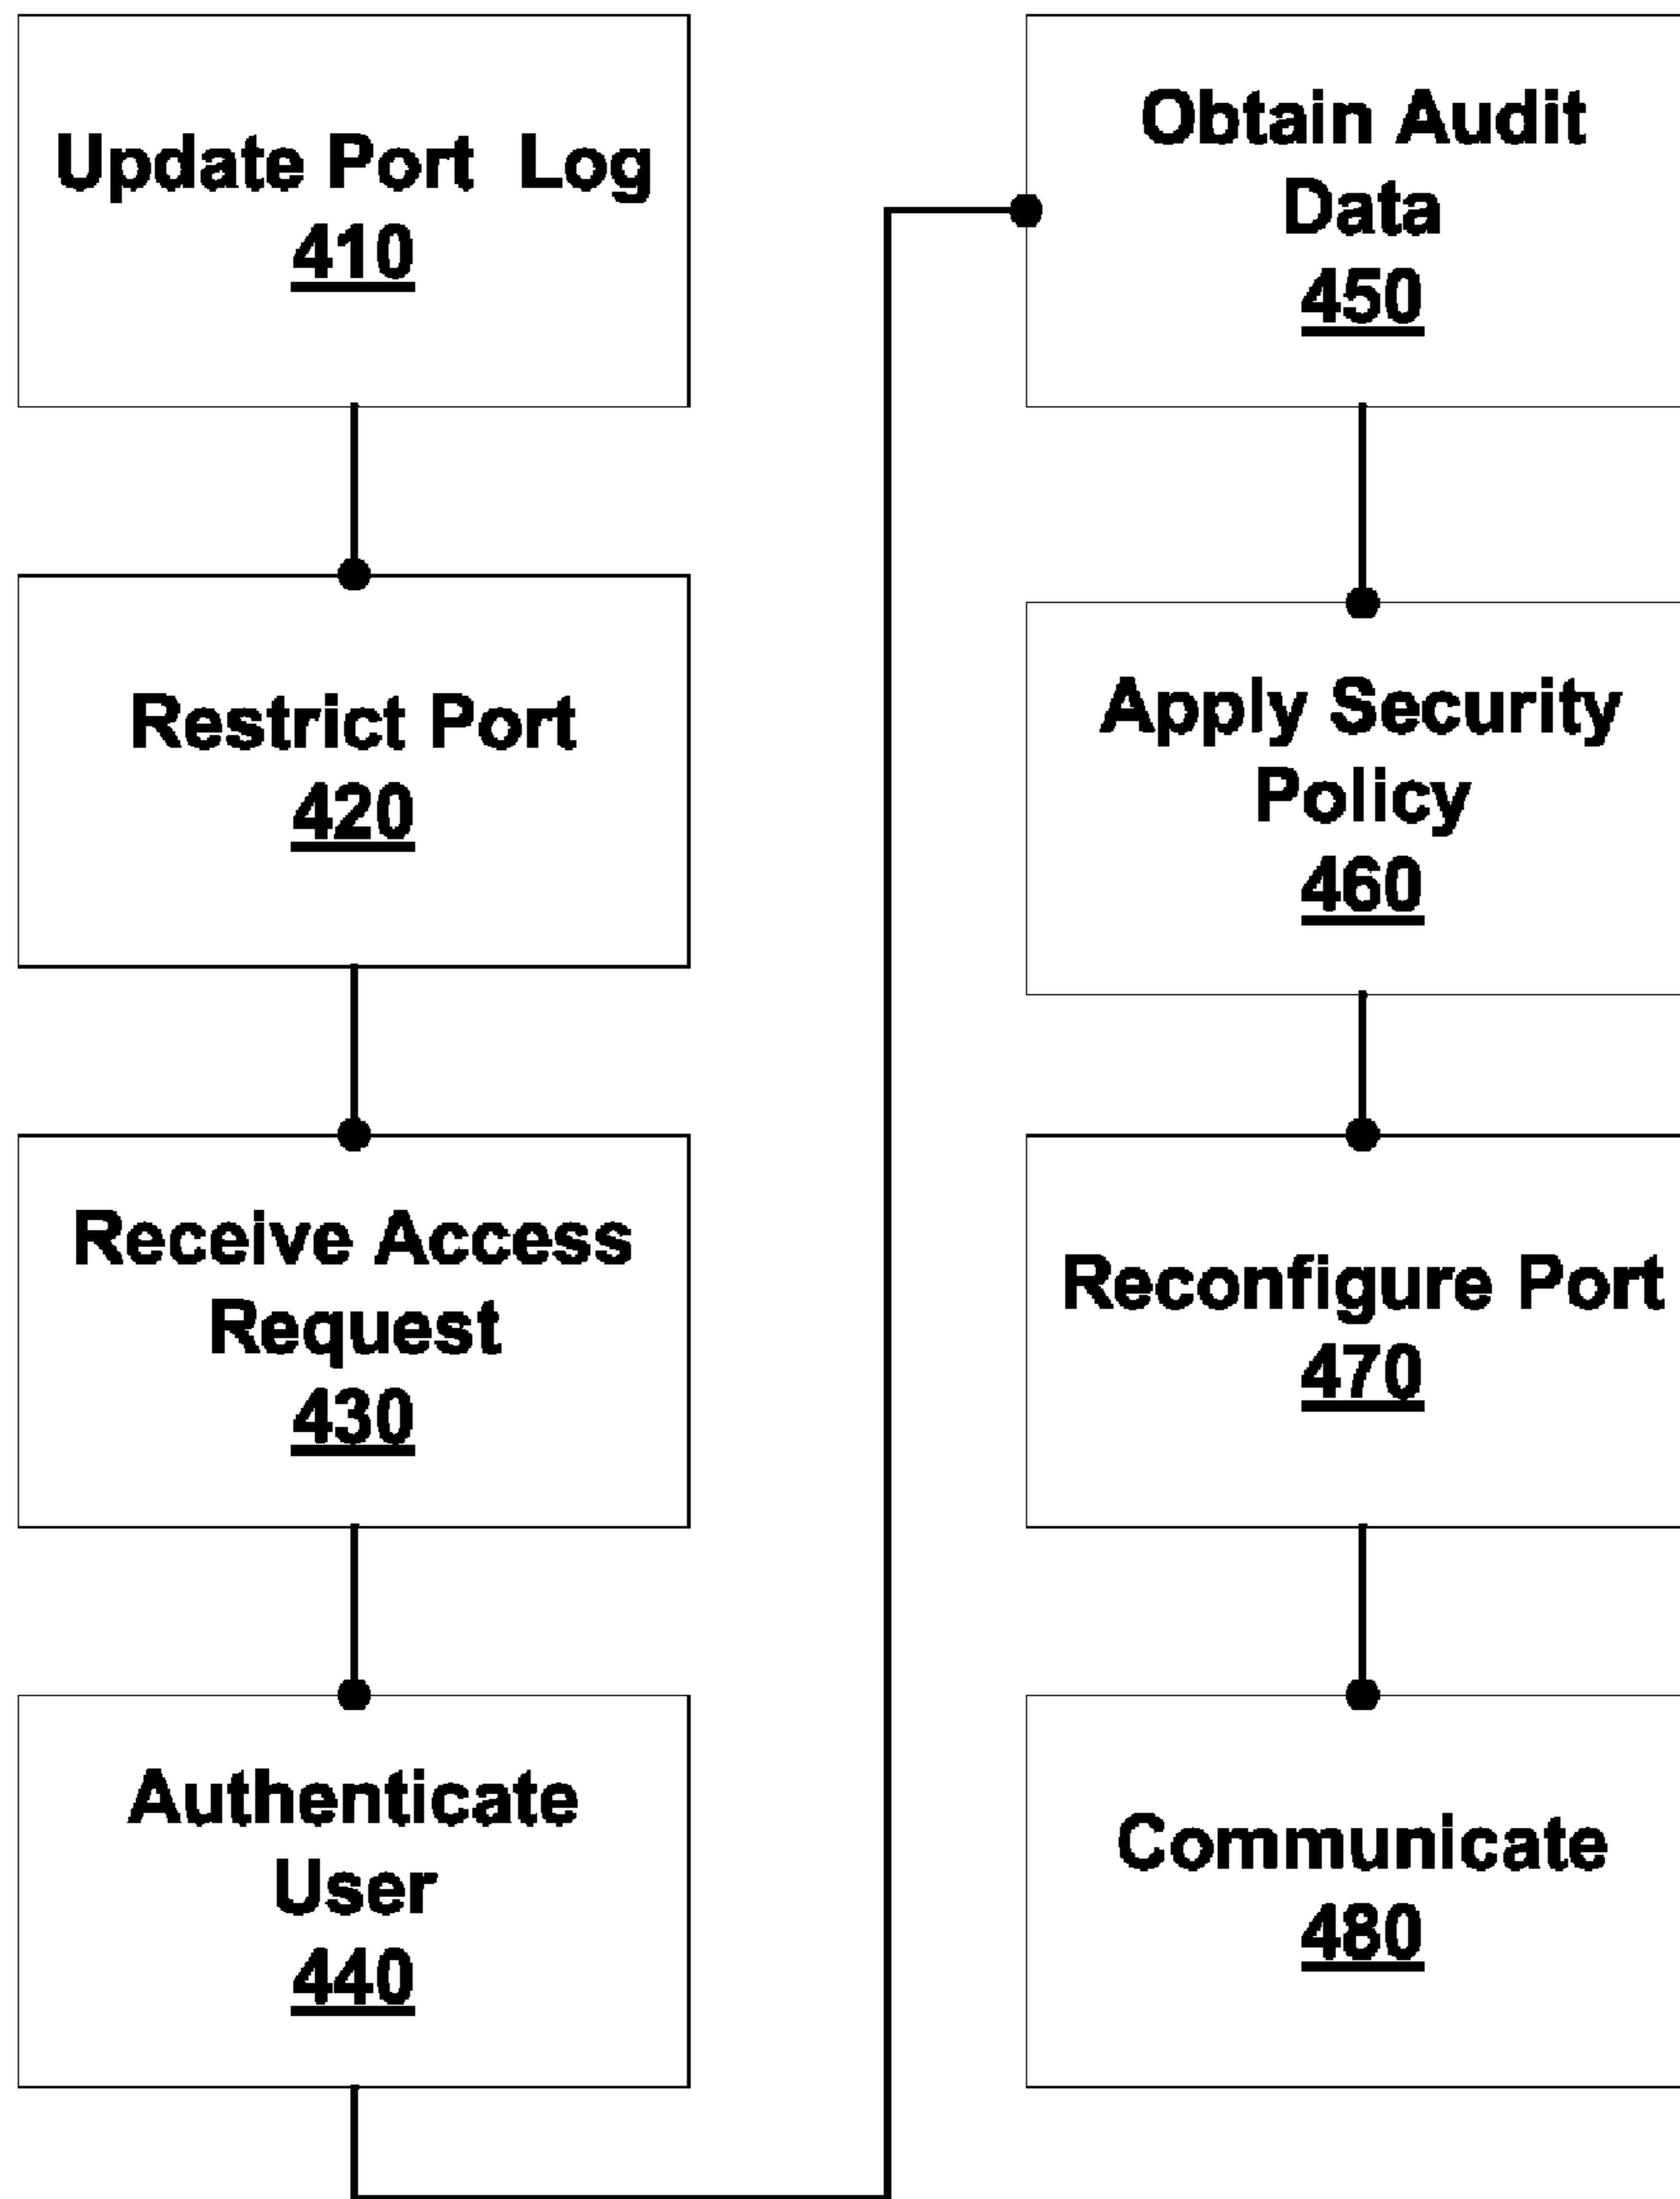 Update Port Log
410
Restrict Port
420
Receive Access
Request
430
Authenticate
User
440
Obtain Audit
Data
450
Apply Security
Policy
460
Reconfigure Port
470
Communicate
480